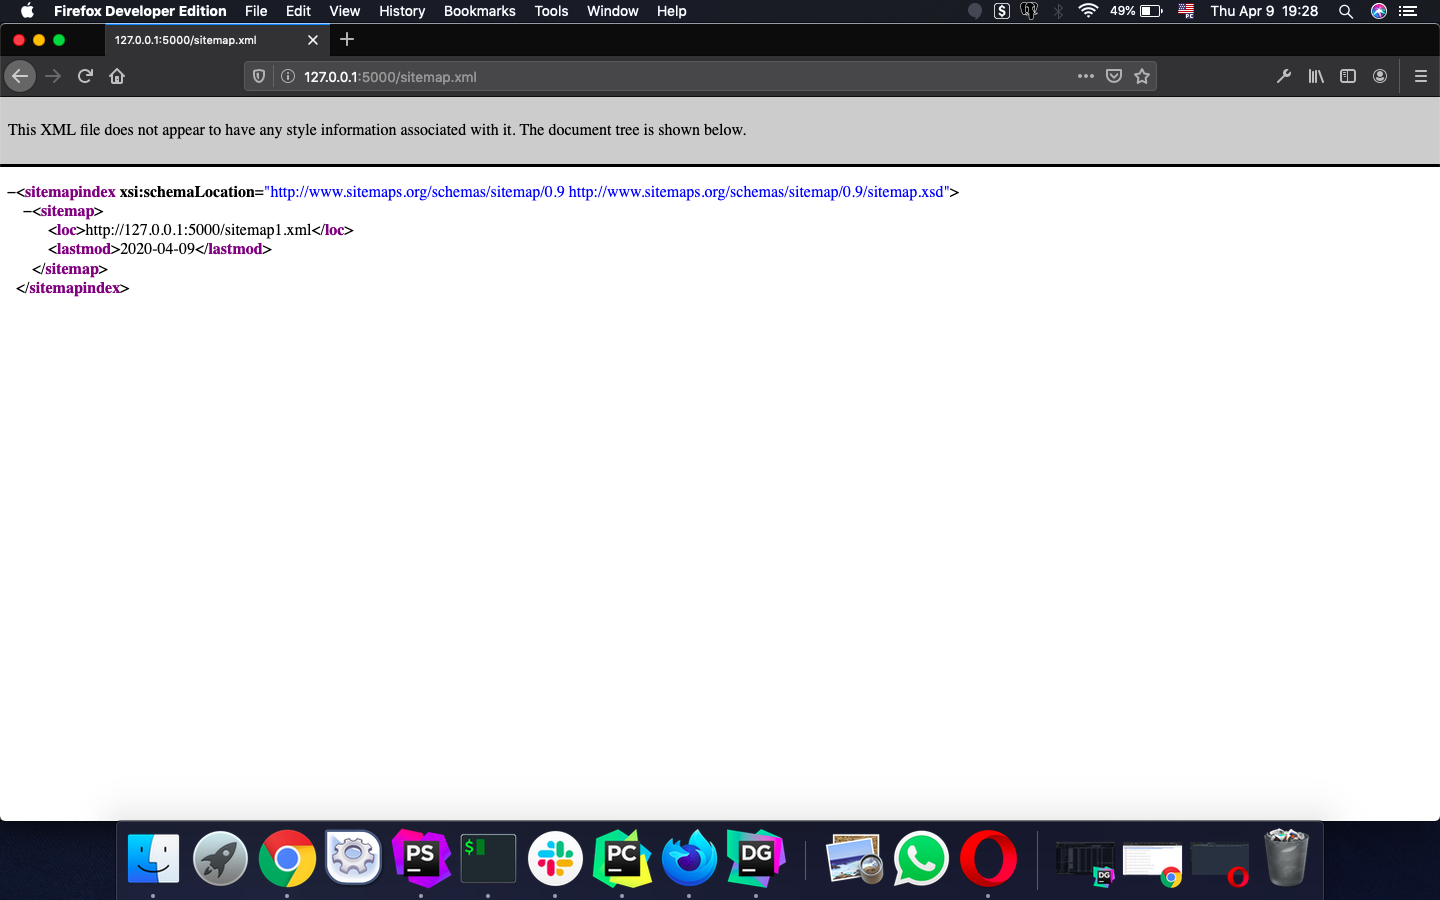 Firefox Developer Edition File Edit View History Bookmarks Tools Window Help $ 49% PC Thu Apr 9 19:28
127.0.0.1:5000/sitemap.xml
127.0.0.1:5000/sitemap.xml
This XML file does not appear to have any style information associated with it. The document tree is shown below.
−<sitemapindex xsi:schemaLocation="http://www.sitemaps.org/schemas/sitemap/0.9 http://www.sitemaps.org/schemas/sitemap/0.9/sitemap.xsd">
−<sitemap>
<loc>http://127.0.0.1:5000/sitemap1.xml</loc>
<lastmod>2020-04-09</lastmod>
</sitemap>
</sitemapindex>
PS $ PC DG DG